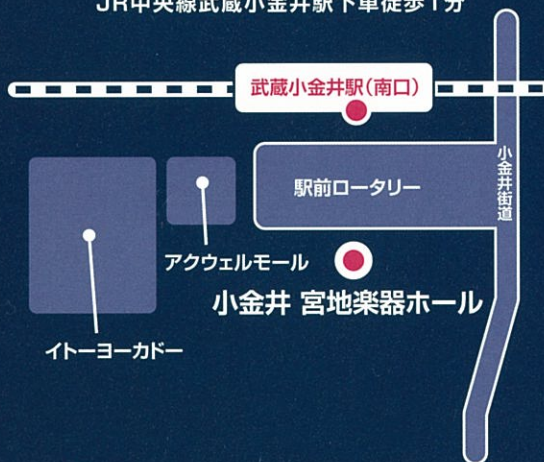 JR中央線武蔵小金井駅下車徒歩1分
武蔵小金井駅(南口)
小金井街道
駅前ロータリー
アクウェルモール
小金井 宮地楽器ホール
イトーヨーカドー